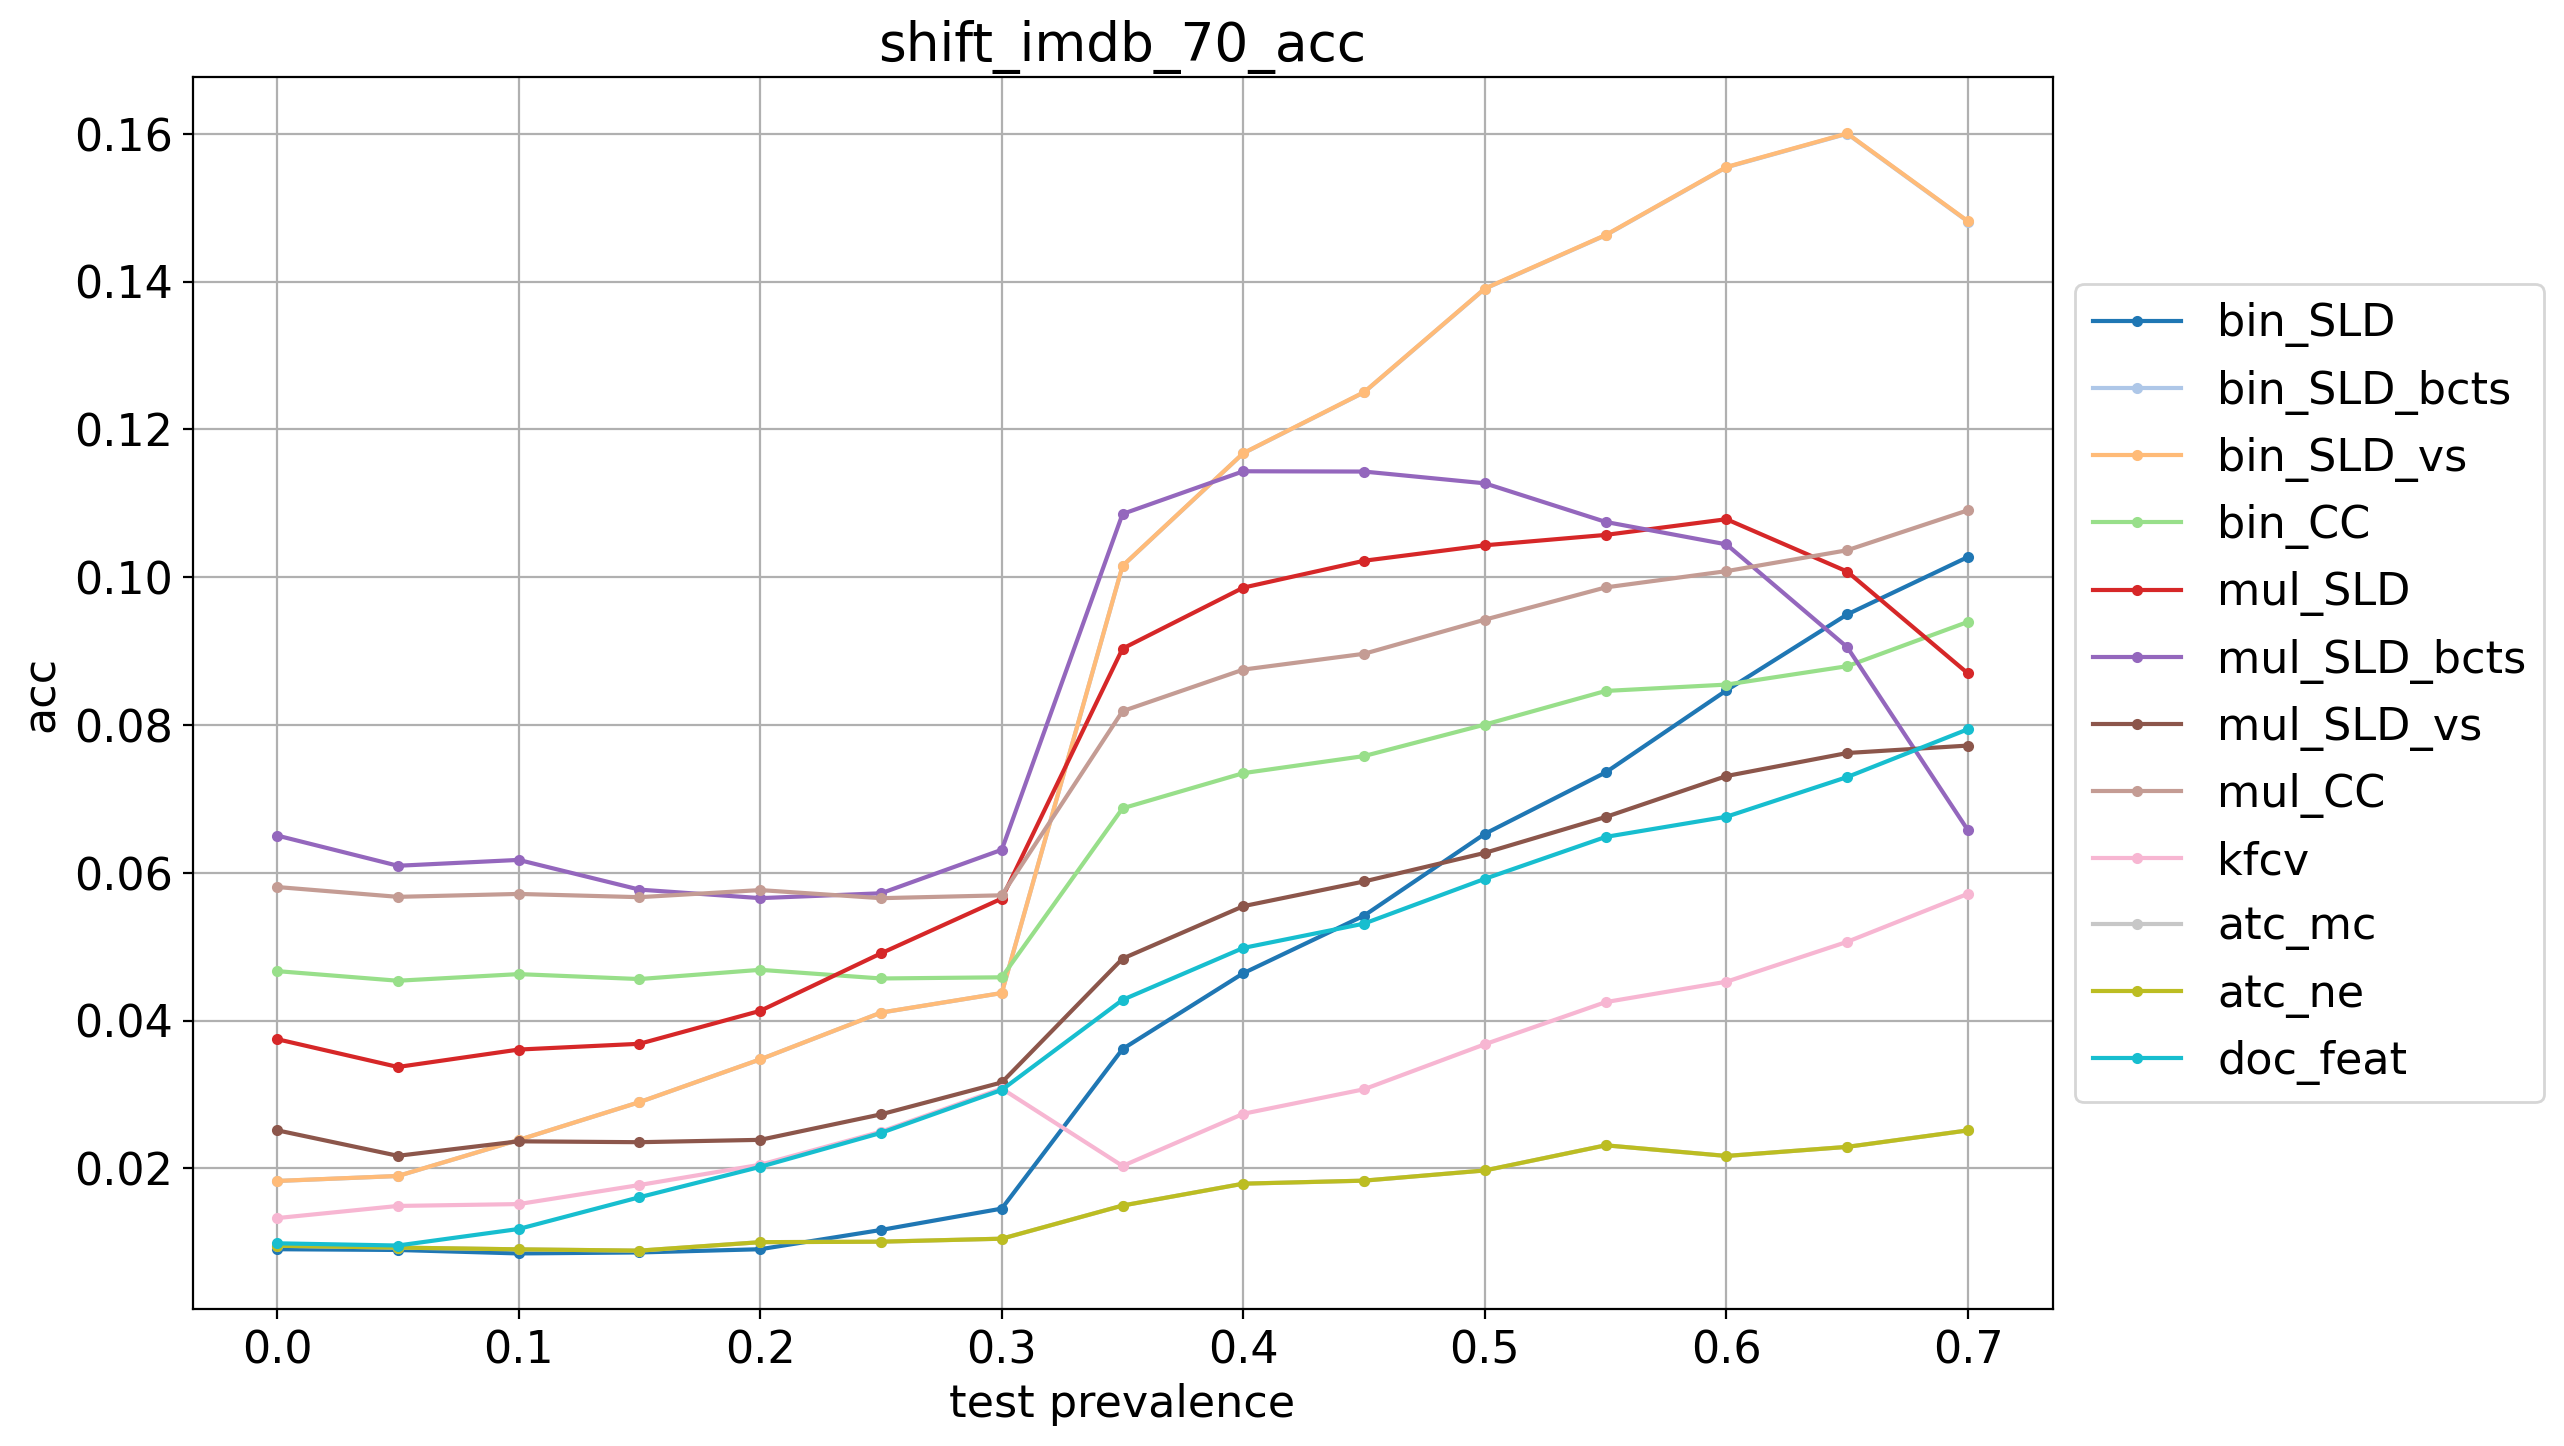 shift_imdb_70_acc
0.16
0.14
0.12
0.10
0.08
0.06
0.04
0.02
acc
0.0 0.1 0.2 0.3 0.4 0.5 0.6 0.7
test prevalence
bin_SLD
bin_SLD_bcts
bin_SLD_vs
bin_CC
mul_SLD
mul_SLD_bcts
mul_SLD_vs
mul_CC
kfcv
atc_mc
atc_ne
doc_feat